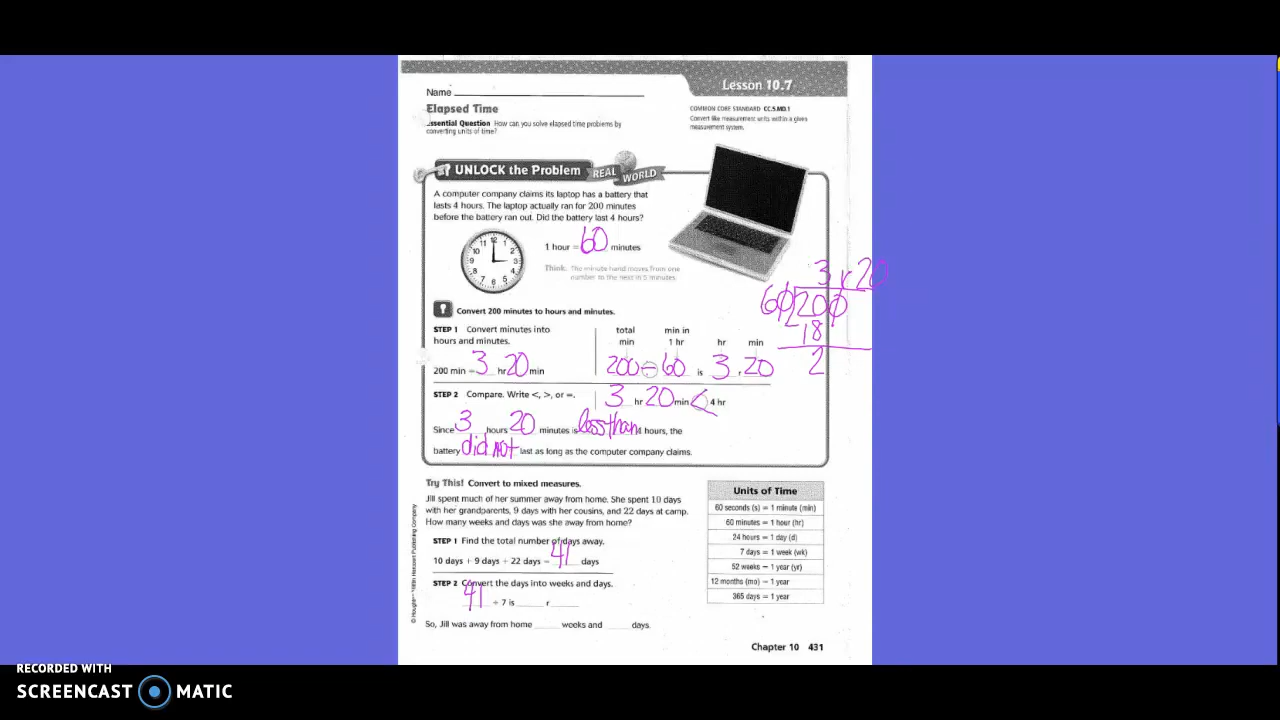 Lesson 10.7
Name
Elapsed Time
COMMON CORE STANDARD CC.5.MD.1
Convert like measurement units within a given
measurement system.
Essential Question How can you solve elapsed time problems by
converting units of time?
UNLOCK the Problem REAL WORLD
A computer company claims its laptop has a battery that
lasts 4 hours. The laptop actually ran for 200 minutes
before the battery ran out. Did the battery last 4 hours?
1 hour = 60 minutes
Think: The minute hand moves from one
number to the next in 5 minutes.
3 r 20
60 200
18
2
Convert 200 minutes to hours and minutes.
STEP 1 Convert minutes into
hours and minutes.
200 min = 3 hr 20 min
total min in
min 1 hr hr min
200 ÷ 60 is 3 r 20
STEP 2 Compare. Write <, >, or =.
3 hr 20 min < 4 hr
Since 3 hours 20 minutes is less than 4 hours, the
battery did not last as long as the computer company claims.
Try This! Convert to mixed measures.
Jill spent much of her summer away from home. She spent 10 days
with her grandparents, 9 days with her cousins, and 22 days at camp.
How many weeks and days was she away from home?
STEP 1 Find the total number of days away.
10 days + 9 days + 22 days = 41 days
STEP 2 Convert the days into weeks and days.
41 ÷ 7 is r
So, Jill was away from home weeks and days.
Units of Time
60 seconds (s) = 1 minute (min)
60 minutes = 1 hour (hr)
24 hours = 1 day (d)
7 days = 1 week (wk)
52 weeks = 1 year (yr)
12 months (mo) = 1 year
365 days = 1 year
© Houghton Mifflin Harcourt Publishing Company
Chapter 10 431
RECORDED WITH
SCREENCAST MATIC